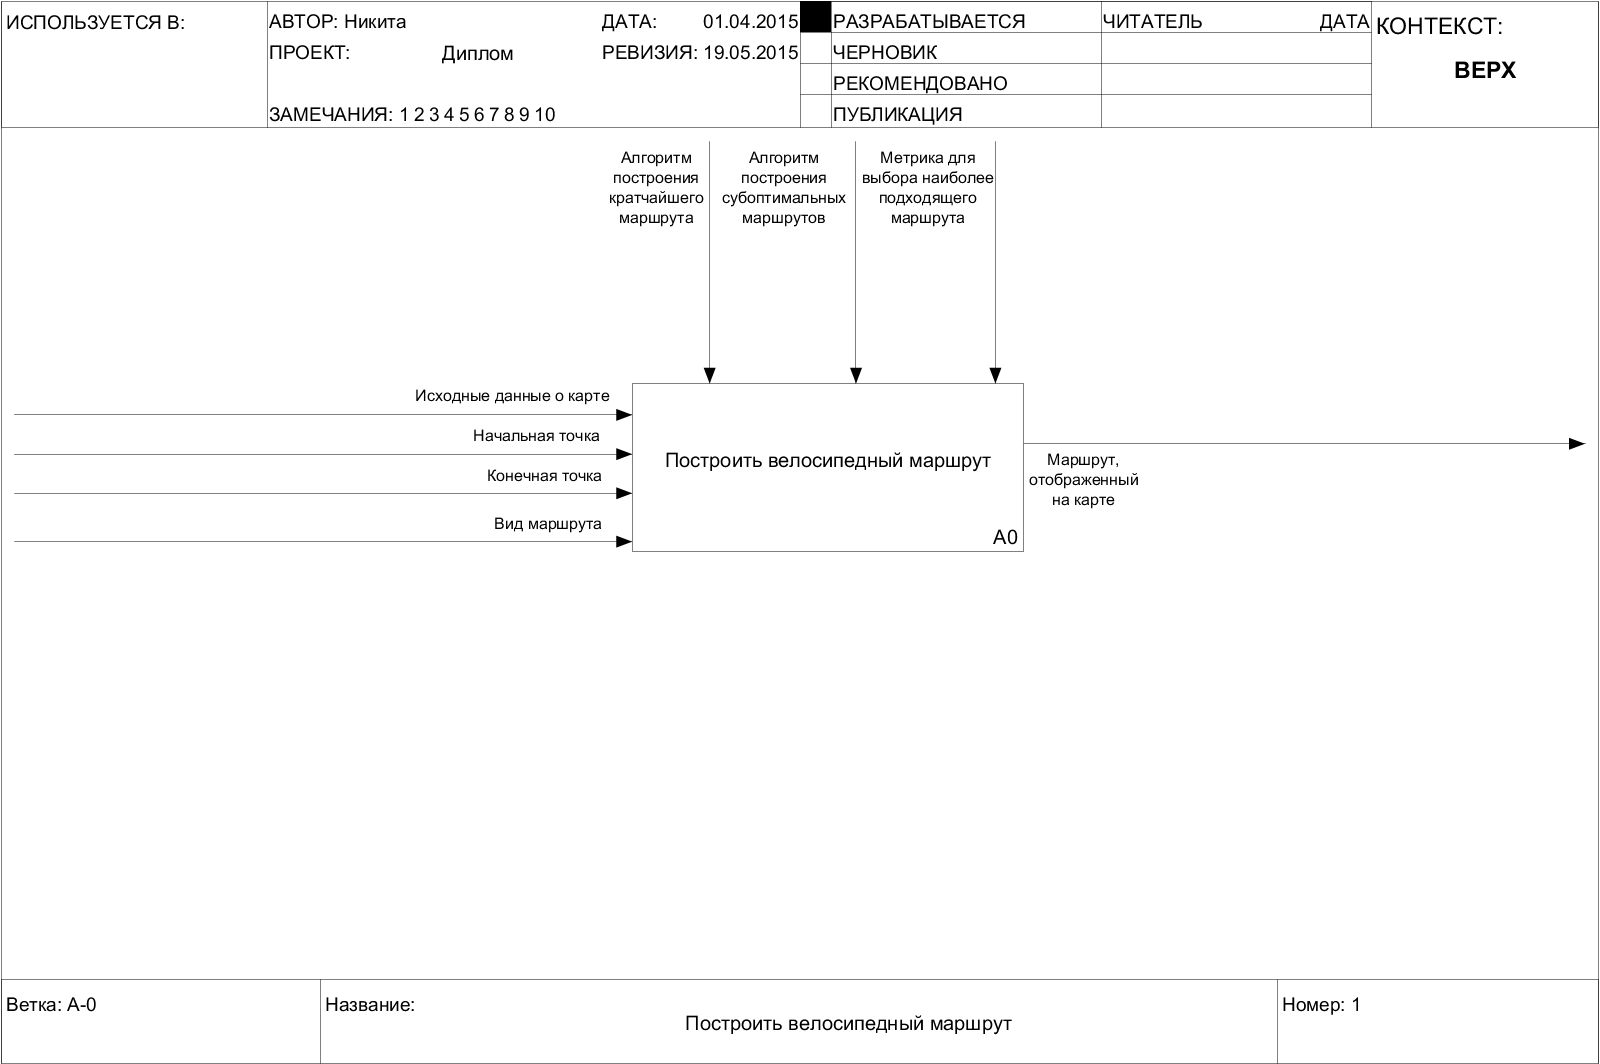 ИСПОЛЬЗУЕТСЯ В:
АВТОР: Никита
ДАТА: 01.04.2015
ПРОЕКТ: Диплом
РЕВИЗИЯ: 19.05.2015
ЗАМЕЧАНИЯ: 1 2 3 4 5 6 7 8 9 10
РАЗРАБАТЫВАЕТСЯ
ЧЕРНОВИК
РЕКОМЕНДОВАНО
ПУБЛИКАЦИЯ
ЧИТАТЕЛЬ ДАТА
КОНТЕКСТ:
ВЕРХ
Алгоритм
построения
кратчайшего
маршрута
Алгоритм
построения
субоптимальных
маршрутов
Метрика для
выбора наиболее
подходящего
маршрута
Исходные данные о карте
Начальная точка
Конечная точка
Вид маршрута
Построить велосипедный маршрут
A0
Маршрут,
отображенный
на карте
Ветка: A-0
Название:
Построить велосипедный маршрут
Номер: 1